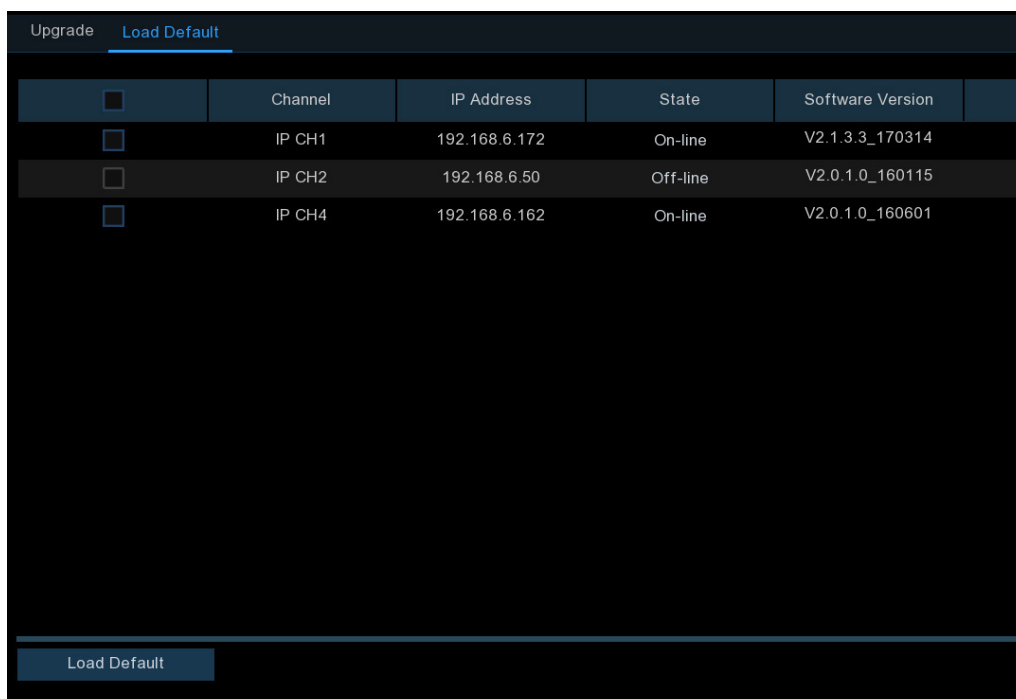 Upgrade Load Default
Channel IP Address State Software Version
IP CH1 192.168.6.172 On-line V2.1.3.3_170314
IP CH2 192.168.6.50 Off-line V2.0.1.0_160115
IP CH4 192.168.6.162 On-line V2.0.1.0_160601
Load Default